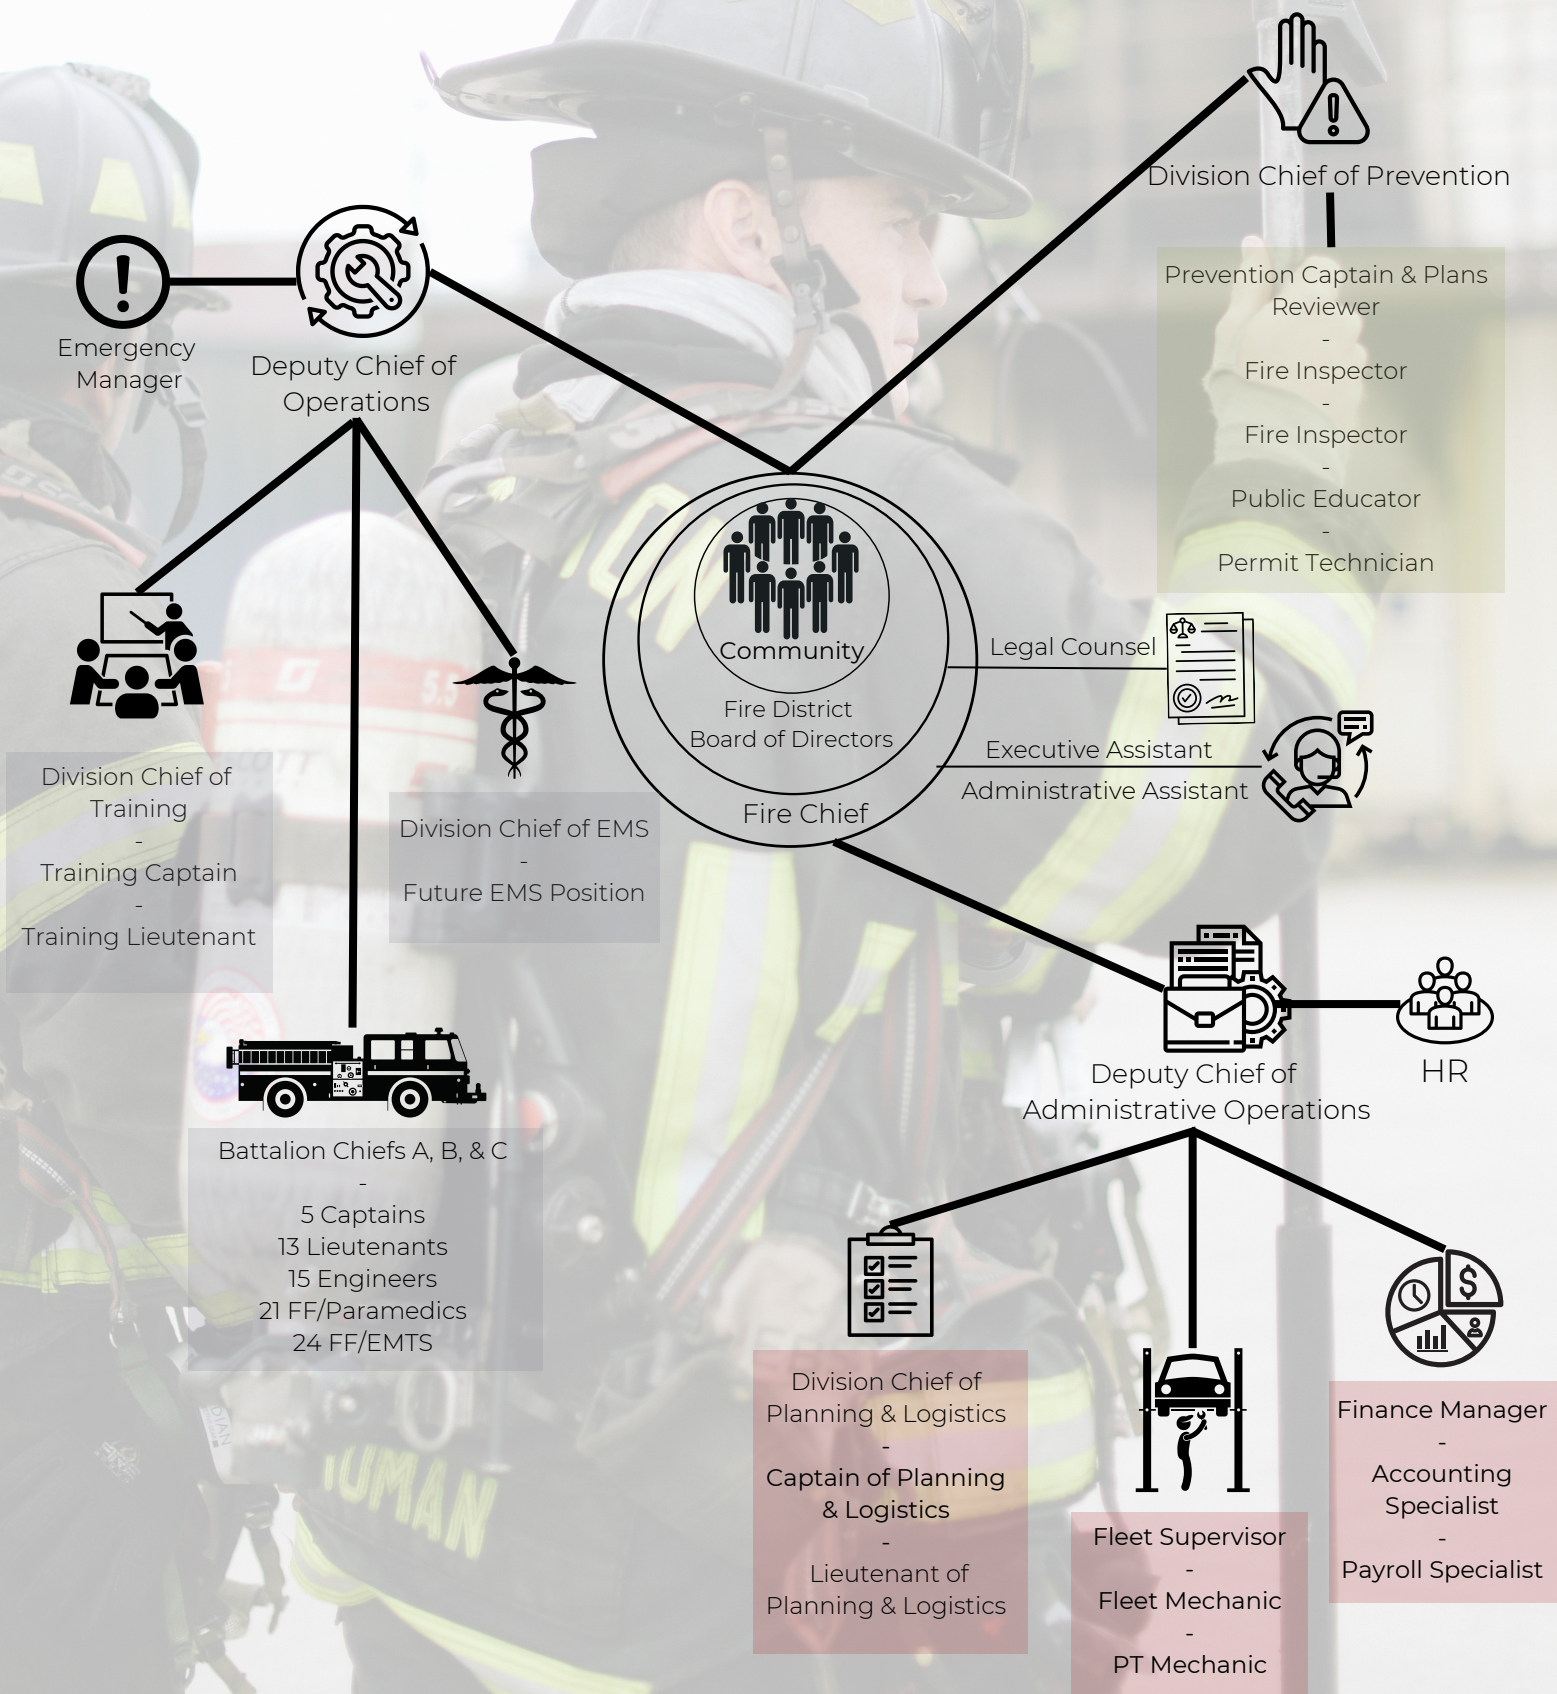 Division Chief of Prevention
Prevention Captain & Plans
Reviewer
-
Fire Inspector
-
Fire Inspector
-
Public Educator
-
Permit Technician
Emergency
Manager
Deputy Chief of
Operations
Community
Fire District
Board of Directors
Fire Chief
Legal Counsel
Executive Assistant
Administrative Assistant
Division Chief of
Training
-
Training Captain
-
Training Lieutenant
Division Chief of EMS
-
Future EMS Position
Battalion Chiefs A, B, & C
-
5 Captains
13 Lieutenants
15 Engineers
21 FF/Paramedics
24 FF/EMTS
Deputy Chief of
Administrative Operations
HR
Division Chief of
Planning & Logistics
-
Captain of Planning
& Logistics
-
Lieutenant of
Planning & Logistics
Fleet Supervisor
-
Fleet Mechanic
-
PT Mechanic
Finance Manager
-
Accounting
Specialist
-
Payroll Specialist
$
5.5
SCOTT